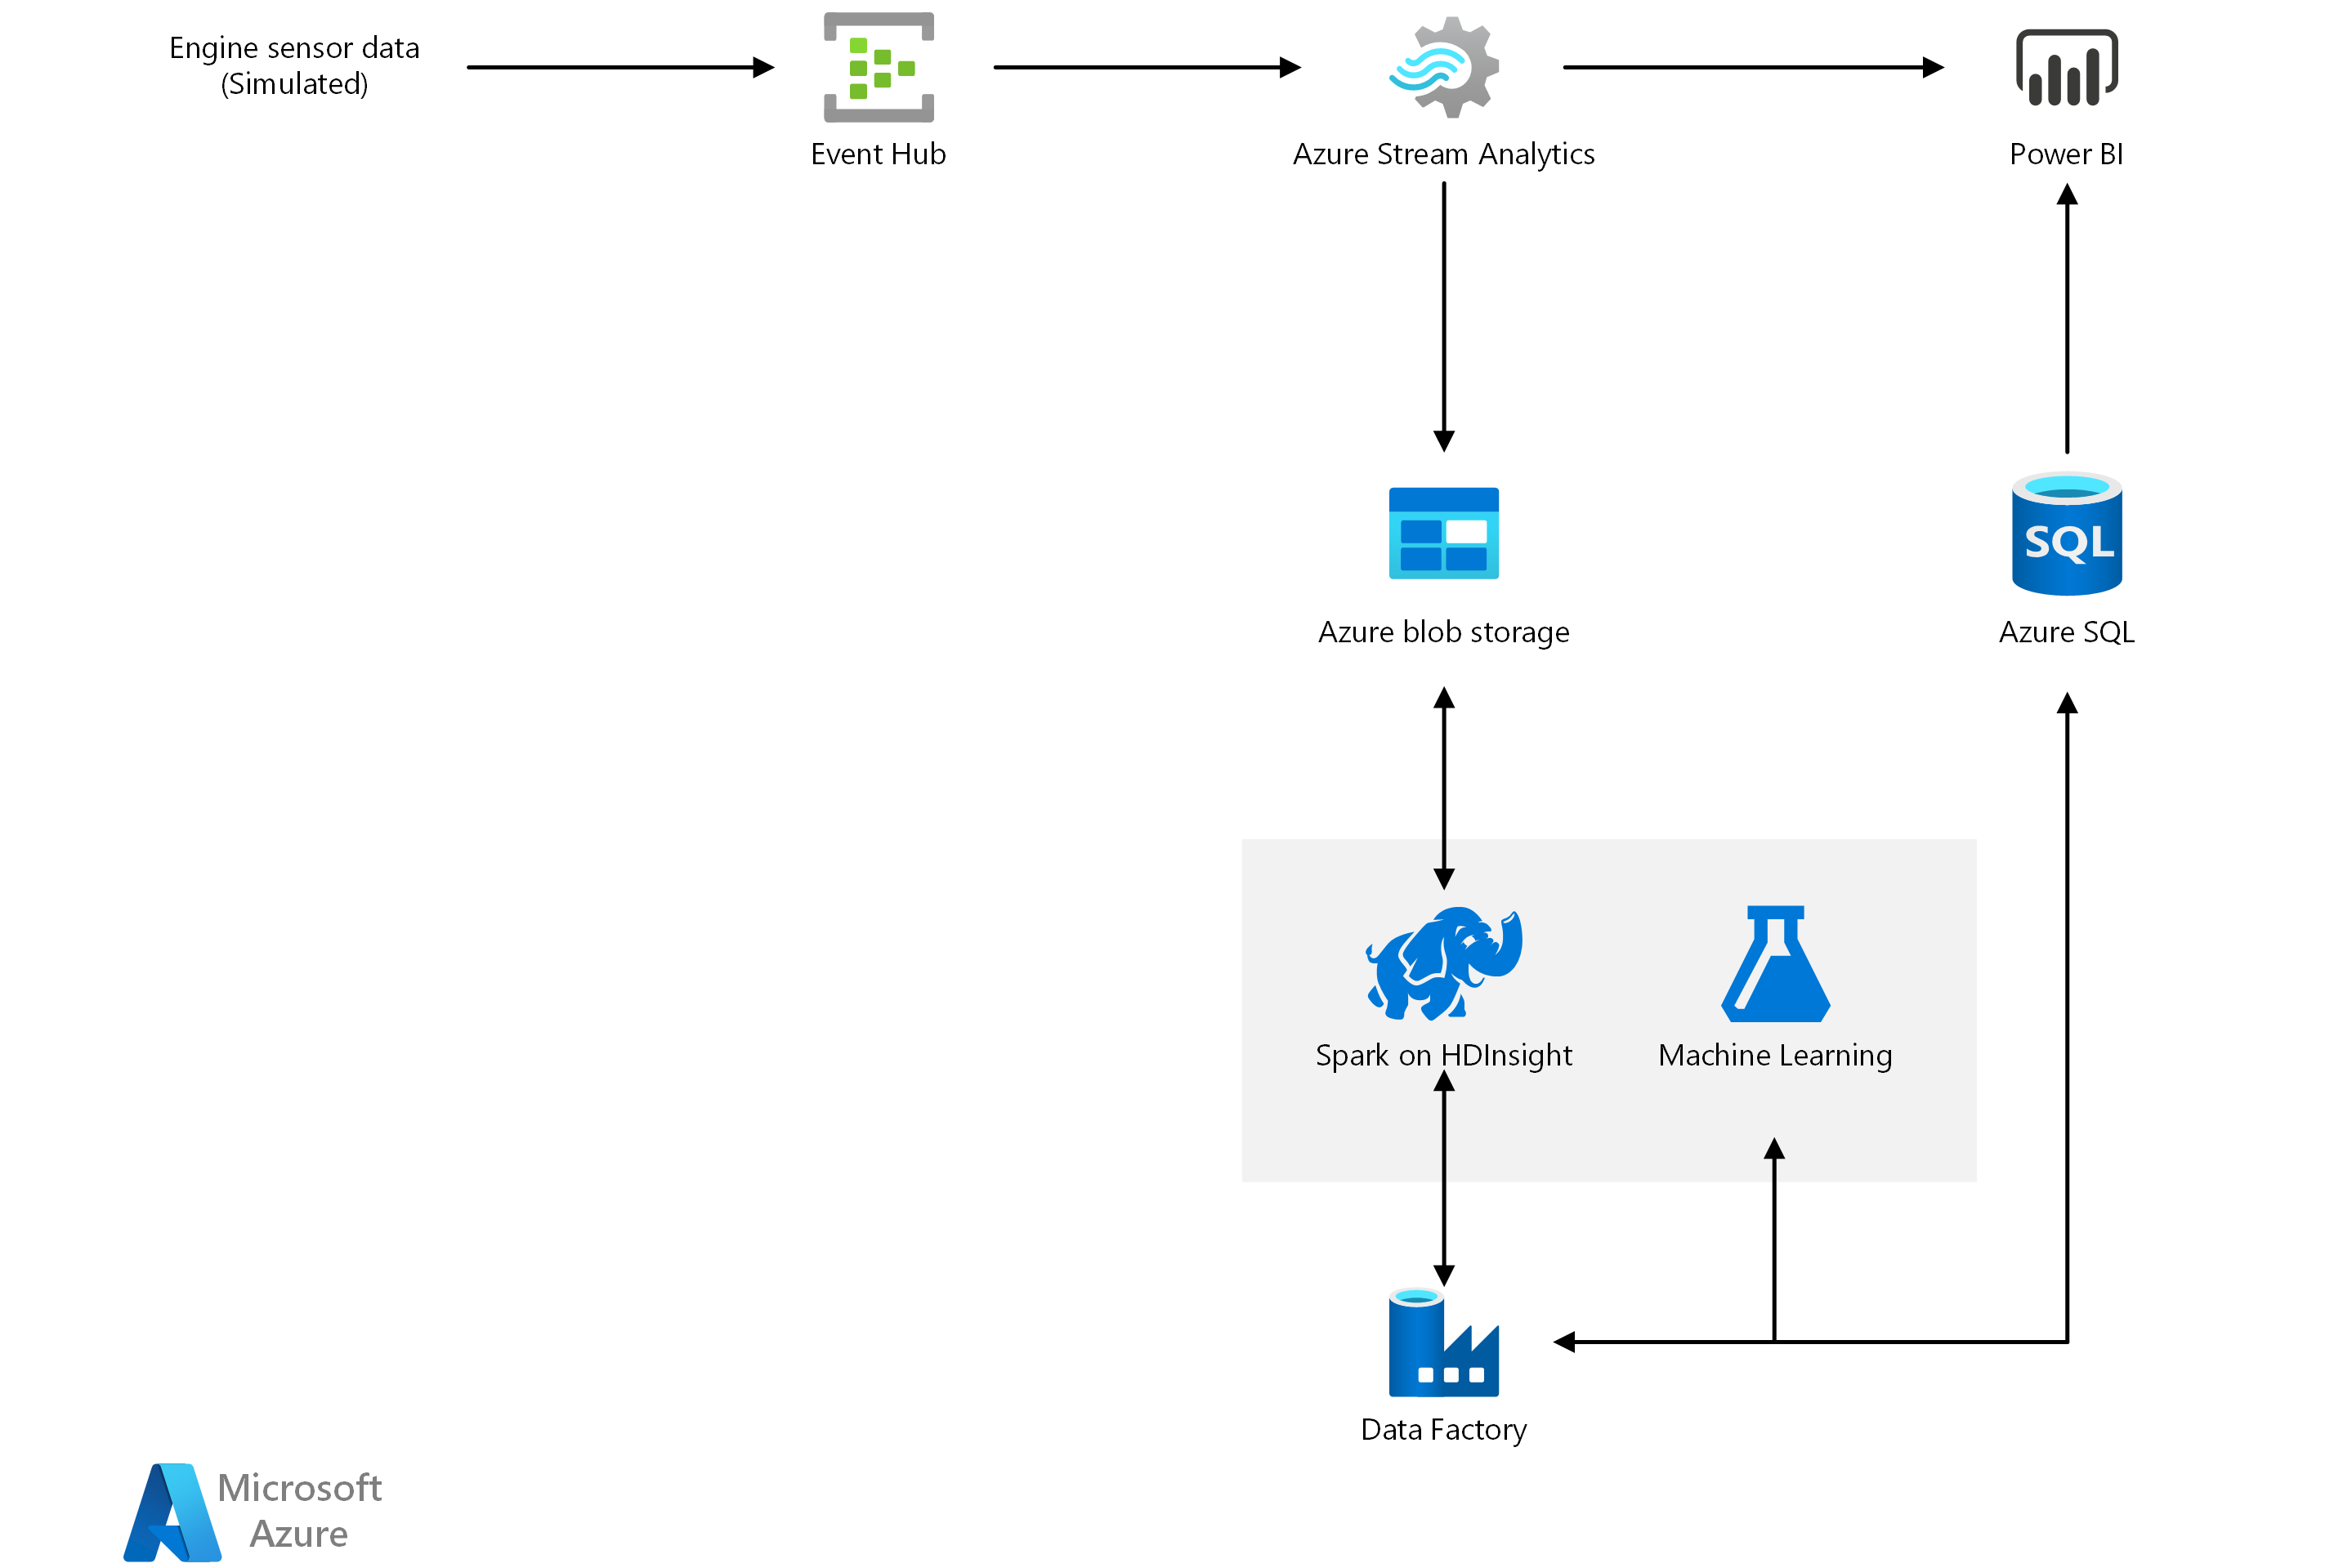 Engine sensor data
(Simulated)
Event Hub
Azure Stream Analytics
Power BI
SQL
Azure blob storage
Azure SQL
Spark on HDInsight
Machine Learning
Data Factory
Microsoft
Azure